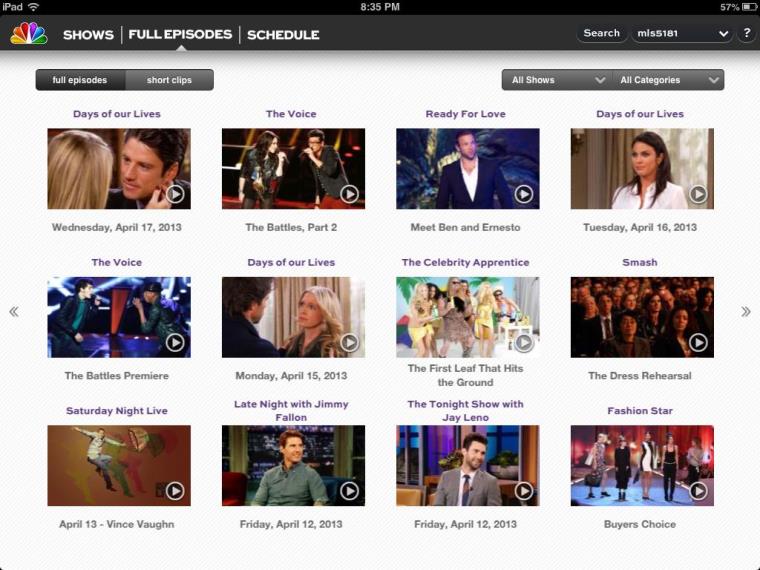 iPad 8:35 PM 57%
SHOWS FULL EPISODES SCHEDULE Search mls5181 ?
full episodes short clips All Shows All Categories
Days of our Lives The Voice Ready For Love Days of our Lives
Wednesday, April 17, 2013 The Battles, Part 2 Meet Ben and Ernesto Tuesday, April 16, 2013
The Voice Days of our Lives The Celebrity Apprentice Smash
The Battles Premiere Monday, April 15, 2013 The First Leaf That Hits
the Ground The Dress Rehearsal
Saturday Night Live Late Night with Jimmy
Fallon The Tonight Show with
Jay Leno Fashion Star
April 13 - Vince Vaughn Friday, April 12, 2013 Friday, April 12, 2013 Buyers Choice